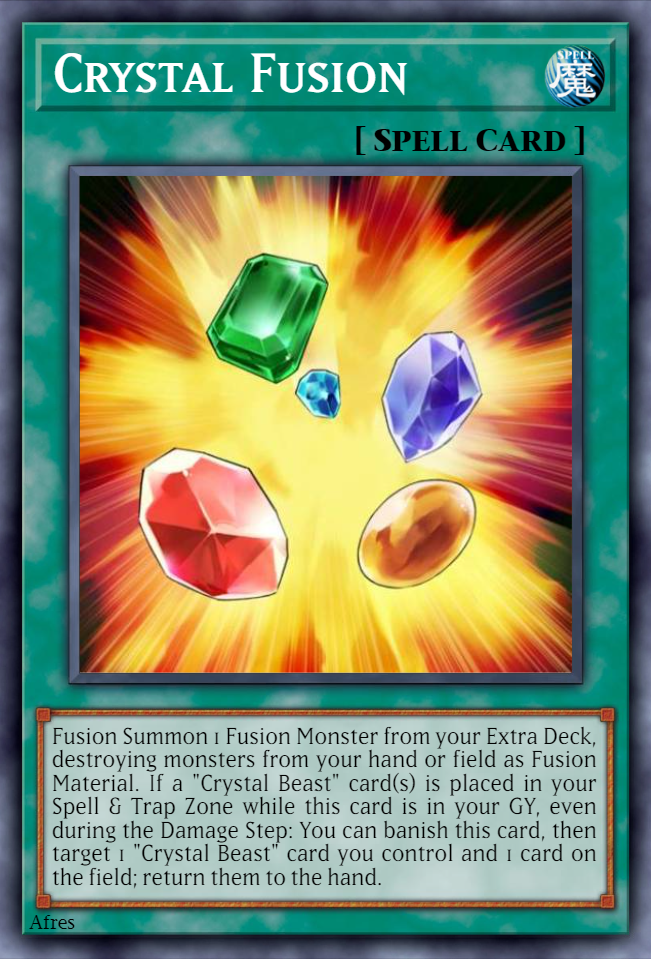 Crystal Fusion
SPELL
魔
[ Spell Card ]
Fusion Summon 1 Fusion Monster from your Extra Deck,
destroying monsters from your hand or field as Fusion
Material. If a "Crystal Beast" card(s) is placed in your
Spell & Trap Zone while this card is in your GY, even
during the Damage Step: You can banish this card, then
target 1 "Crystal Beast" card you control and 1 card on
the field; return them to the hand.
Afres